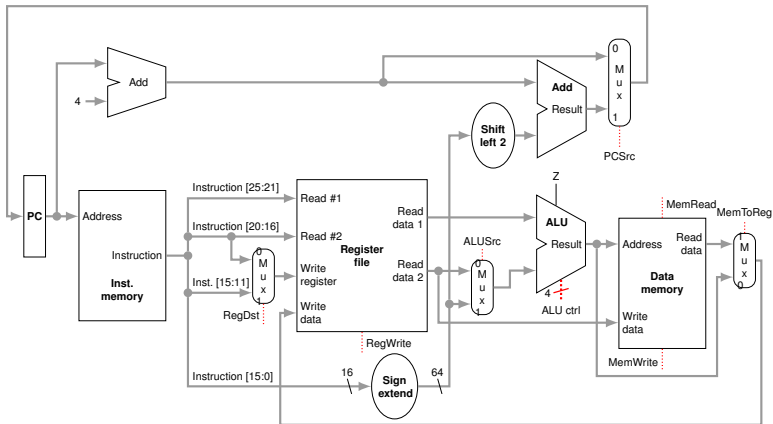 0
M
u
x
1
PCSrc
Add
4
Add
Result
Shift
left 2
PC
Address
Instruction
Inst.
memory
Instruction [25:21]
Instruction [20:16]
Inst. [15:11]
Instruction [15:0]
0
M
u
x
1
RegDst
Read #1
Read #2
Write
register
Write
data
Register
file
Read
data 1
Read
data 2
RegWrite
16
Sign
extend
64
ALUSrc
0
M
u
x
1
Z
ALU
Result
4
ALU ctrl
MemRead
Address
Read
data
Data
memory
Write
data
MemWrite
MemToReg
1
M
u
x
0